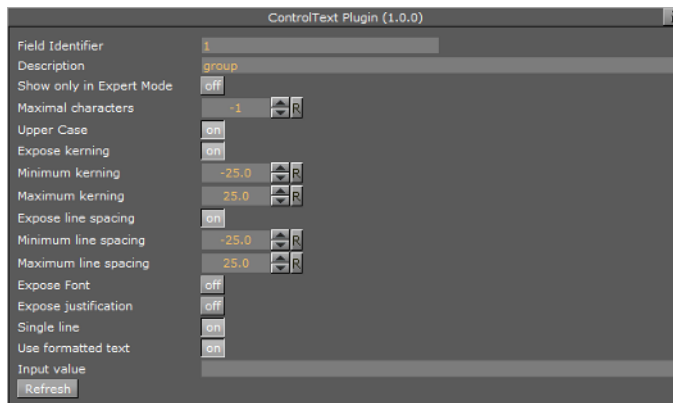 ControlText Plugin (1.0.0)
Field Identifier 1
Description group
Show only in Expert Mode off
Maximal characters -1 R
Upper Case on
Expose kerning on
Minimum kerning -25.0 R
Maximum kerning 25.0 R
Expose line spacing on
Minimum line spacing -25.0 R
Maximum line spacing 25.0 R
Expose Font off
Expose justification off
Single line on
Use formatted text on
Input value
Refresh